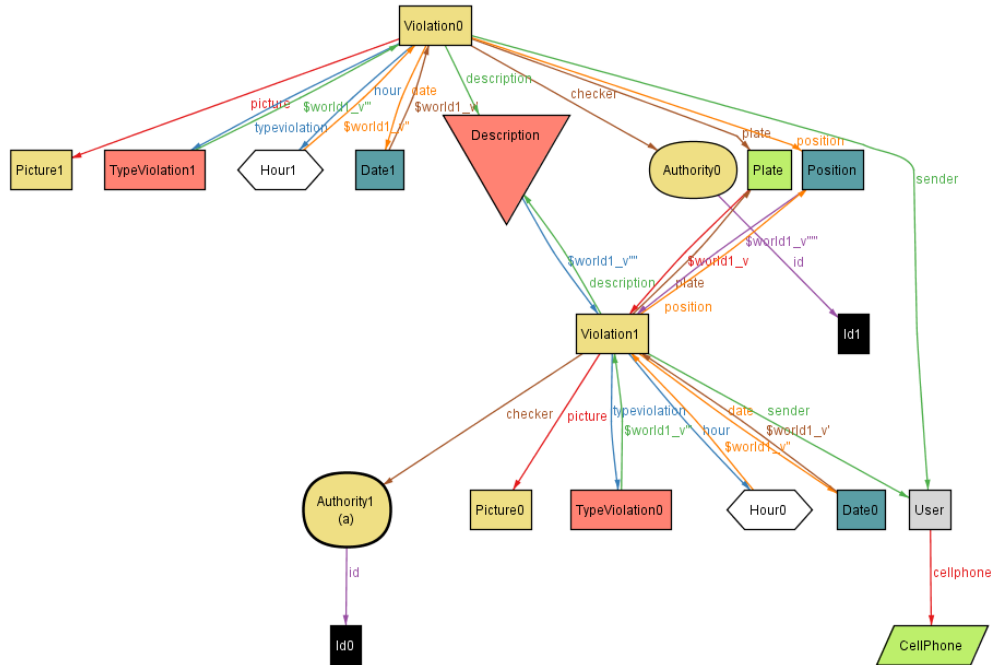 Violation0
description
checker
picture
$world1_v'''
hour
date
$world1_v'
typeviolation
$world1_v''
plate
position
sender
Picture1
TypeViolation1
Hour1
Date1
Description
Authority0
Plate
Position
$world1_v''''
$world1_v
$world1_v'''''
id
description
plate
position
Violation1
Id1
checker
picture
typeviolation
$world1_v'''
hour
date
$world1_v''
sender
$world1_v'
Authority1
(a)
Picture0
TypeViolation0
Hour0
Date0
User
id
cellphone
Id0
CellPhone